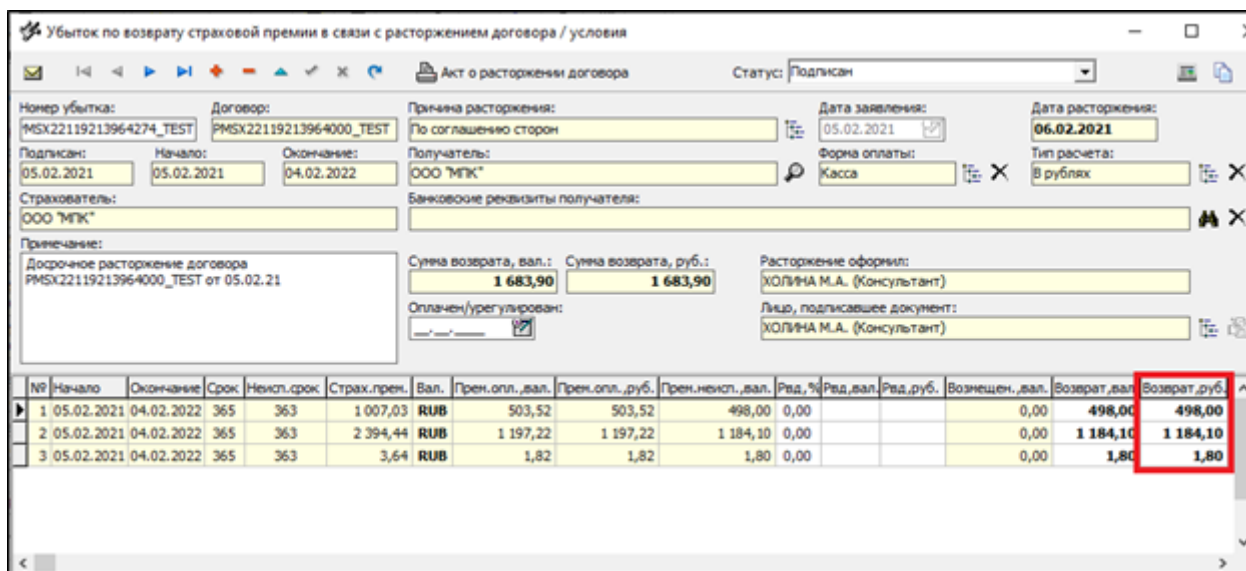 Убыток по возврату страховой премии в связи с расторжением договора / условия
Акт о расторжении договора Статус: Подписан
Номер убытка: Договор: Причина расторжения: Дата заявления: Дата расторжения:
MSX22119213964274_TEST PMSX22119213964000_TEST По соглашению сторон 05.02.2021 06.02.2021
Подписан: Начало: Окончание: Получатель: Форма оплаты: Тип расчета:
05.02.2021 05.02.2021 04.02.2022 ООО "МПК" Касса В рублях
Страхователь: Банковские реквизиты получателя:
ООО "МПК"
Примечание: Сумма возврата, вал.: Сумма возврата, руб.: Расторжение оформил:
Досрочное расторжение договора 1 683,90 1 683,90 ХОЛИНА М.А. (Консультант)
PMSX22119213964000_TEST от 05.02.21
Оплачен/урегулирован: Лицо, подписавшее документ:
__.__.____ ХОЛИНА М.А. (Консультант)
№ Начало Окончание Срок Неисп.срок Страх.прен. Вал. Прен.опл.,вал. Прен.опл.,руб. Прен.неисп.,вал. Рвд,% Рвд,вал. Рвд,руб. Возмещен.,вал. Возврат,вал Возврат,руб.
1 05.02.2021 04.02.2022 365 363 1 007,03 RUB 503,52 503,52 498,00 0,00 0,00 498,00 498,00
2 05.02.2021 04.02.2022 365 363 2 394,44 RUB 1 197,22 1 197,22 1 184,10 0,00 0,00 1 184,10 1 184,10
3 05.02.2021 04.02.2022 365 363 3,64 RUB 1,82 1,82 1,80 0,00 0,00 1,80 1,80